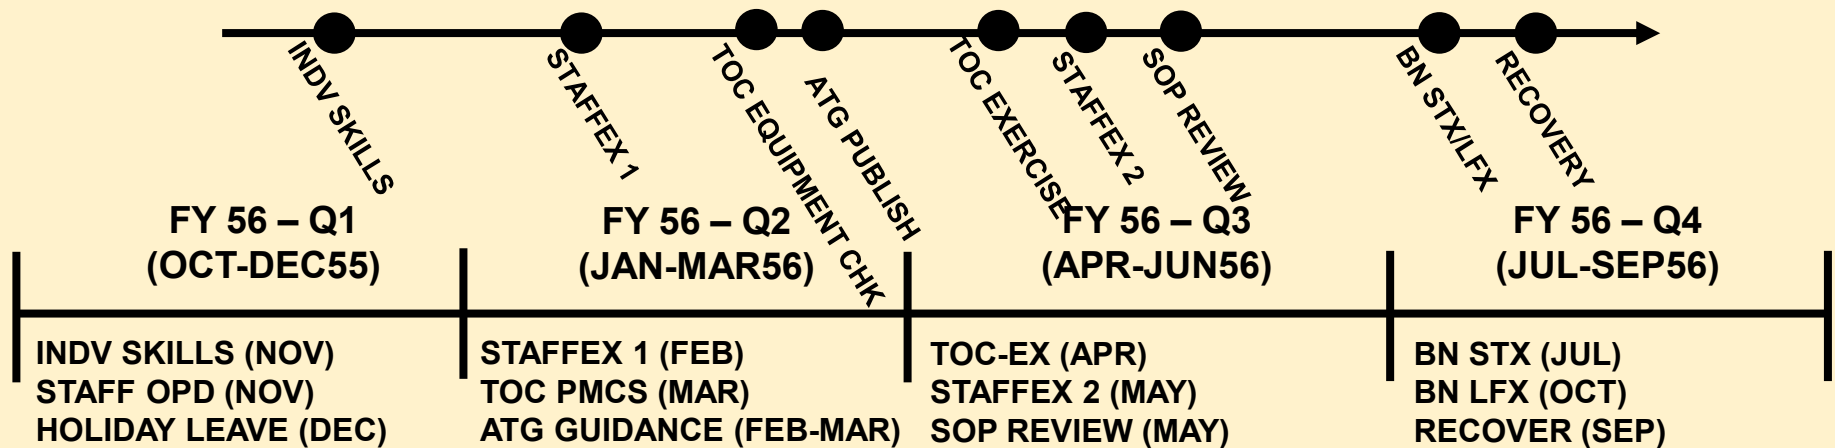 INDV SKILLS
STAFFEX 1
TOC EQUIPMENT CHK
ATG PUBLISH
TOC EXERCISE
STAFFEX 2
SOP REVIEW
BN STX/LFX
RECOVERY
FY 56 – Q1
(OCT-DEC55)
FY 56 – Q2
(JAN-MAR56)
FY 56 – Q3
(APR-JUN56)
FY 56 – Q4
(JUL-SEP56)
INDV SKILLS (NOV)
STAFF OPD (NOV)
HOLIDAY LEAVE (DEC)
STAFFEX 1 (FEB)
TOC PMCS (MAR)
ATG GUIDANCE (FEB-MAR)
TOC-EX (APR)
STAFFEX 2 (MAY)
SOP REVIEW (MAY)
BN STX (JUL)
BN LFX (OCT)
RECOVER (SEP)